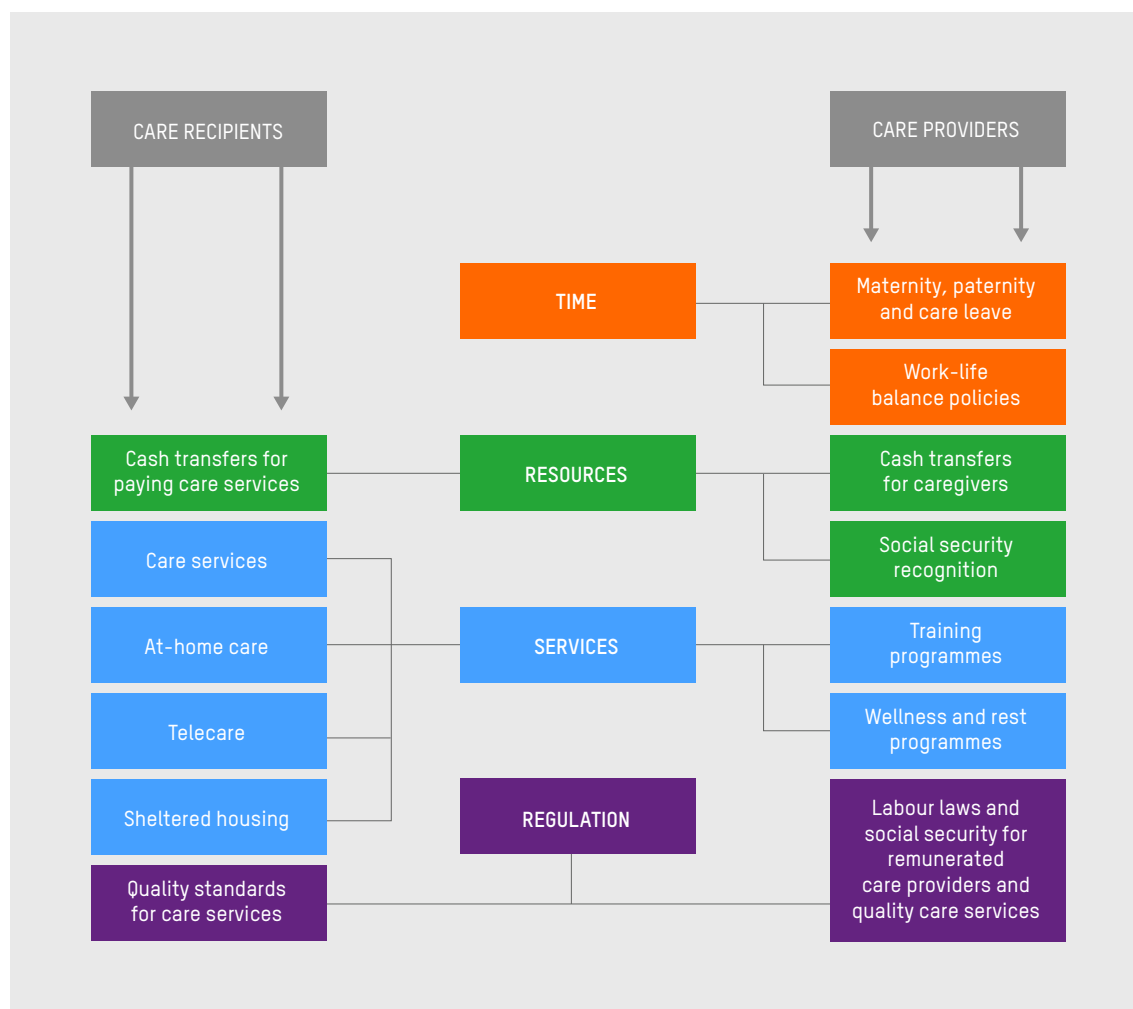 CARE RECIPIENTS
CARE PROVIDERS
TIME
Maternity, paternity
and care leave
Work-life
balance policies
Cash transfers for
paying care services
RESOURCES
Cash transfers
for caregivers
Care services
Social security
recognition
At-home care
SERVICES
Training
programmes
Telecare
Wellness and rest
programmes
Sheltered housing
REGULATION
Labour laws and
social security for
remunerated
care providers and
quality care services
Quality standards
for care services